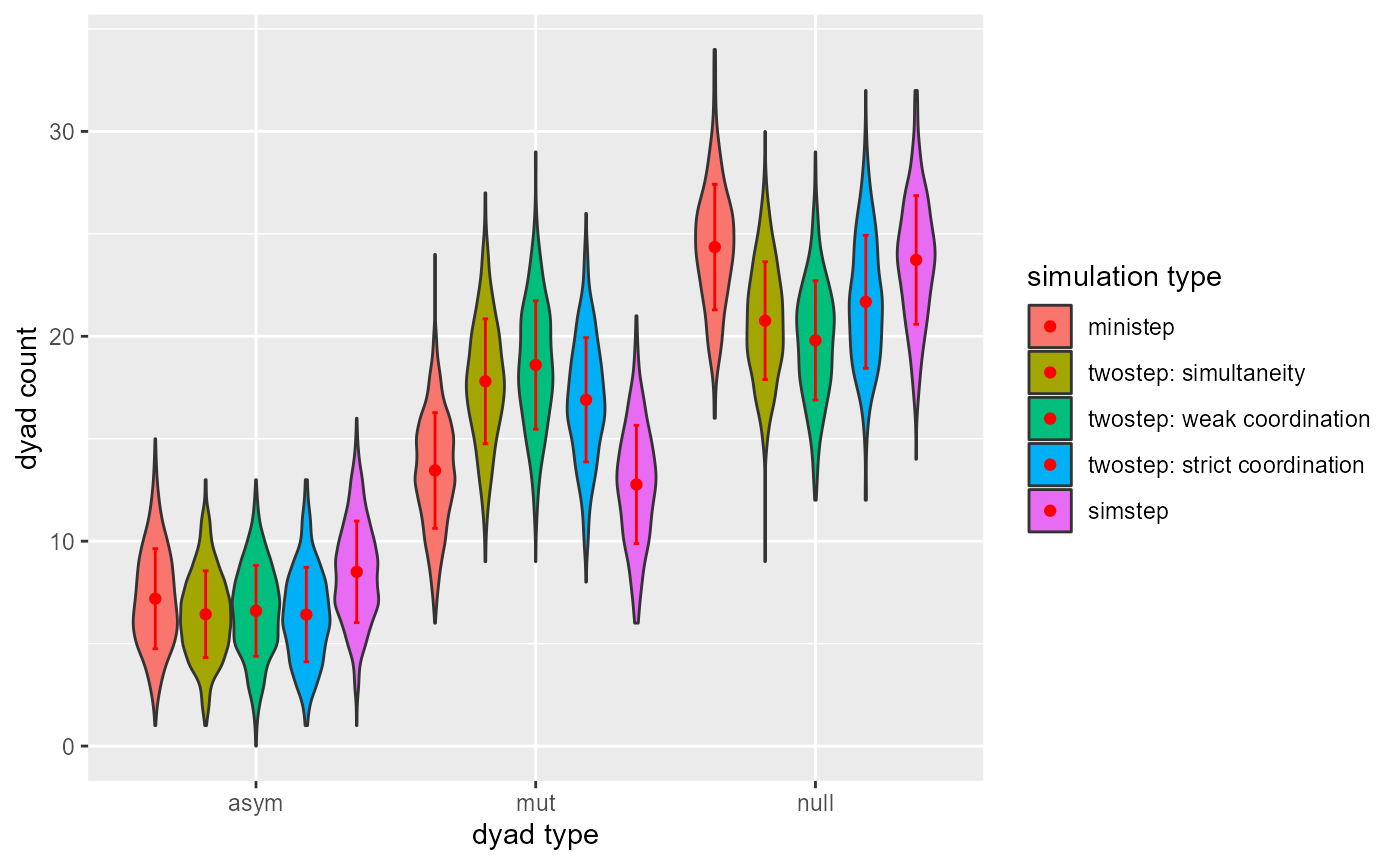 30
20
10
0
dyad count
asym mut null
dyad type
simulation type
ministep
twostep: simultaneity
twostep: weak coordination
twostep: strict coordination
simstep